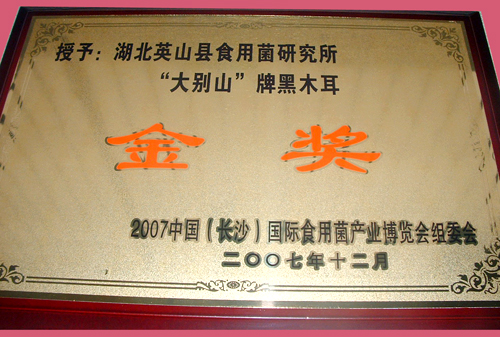 授予：湖北英山县食用菌研究所
“大别山”牌黑木耳
金 奖
2007中国（长沙）国际食用菌产业博览会组委会
二〇〇七年十二月